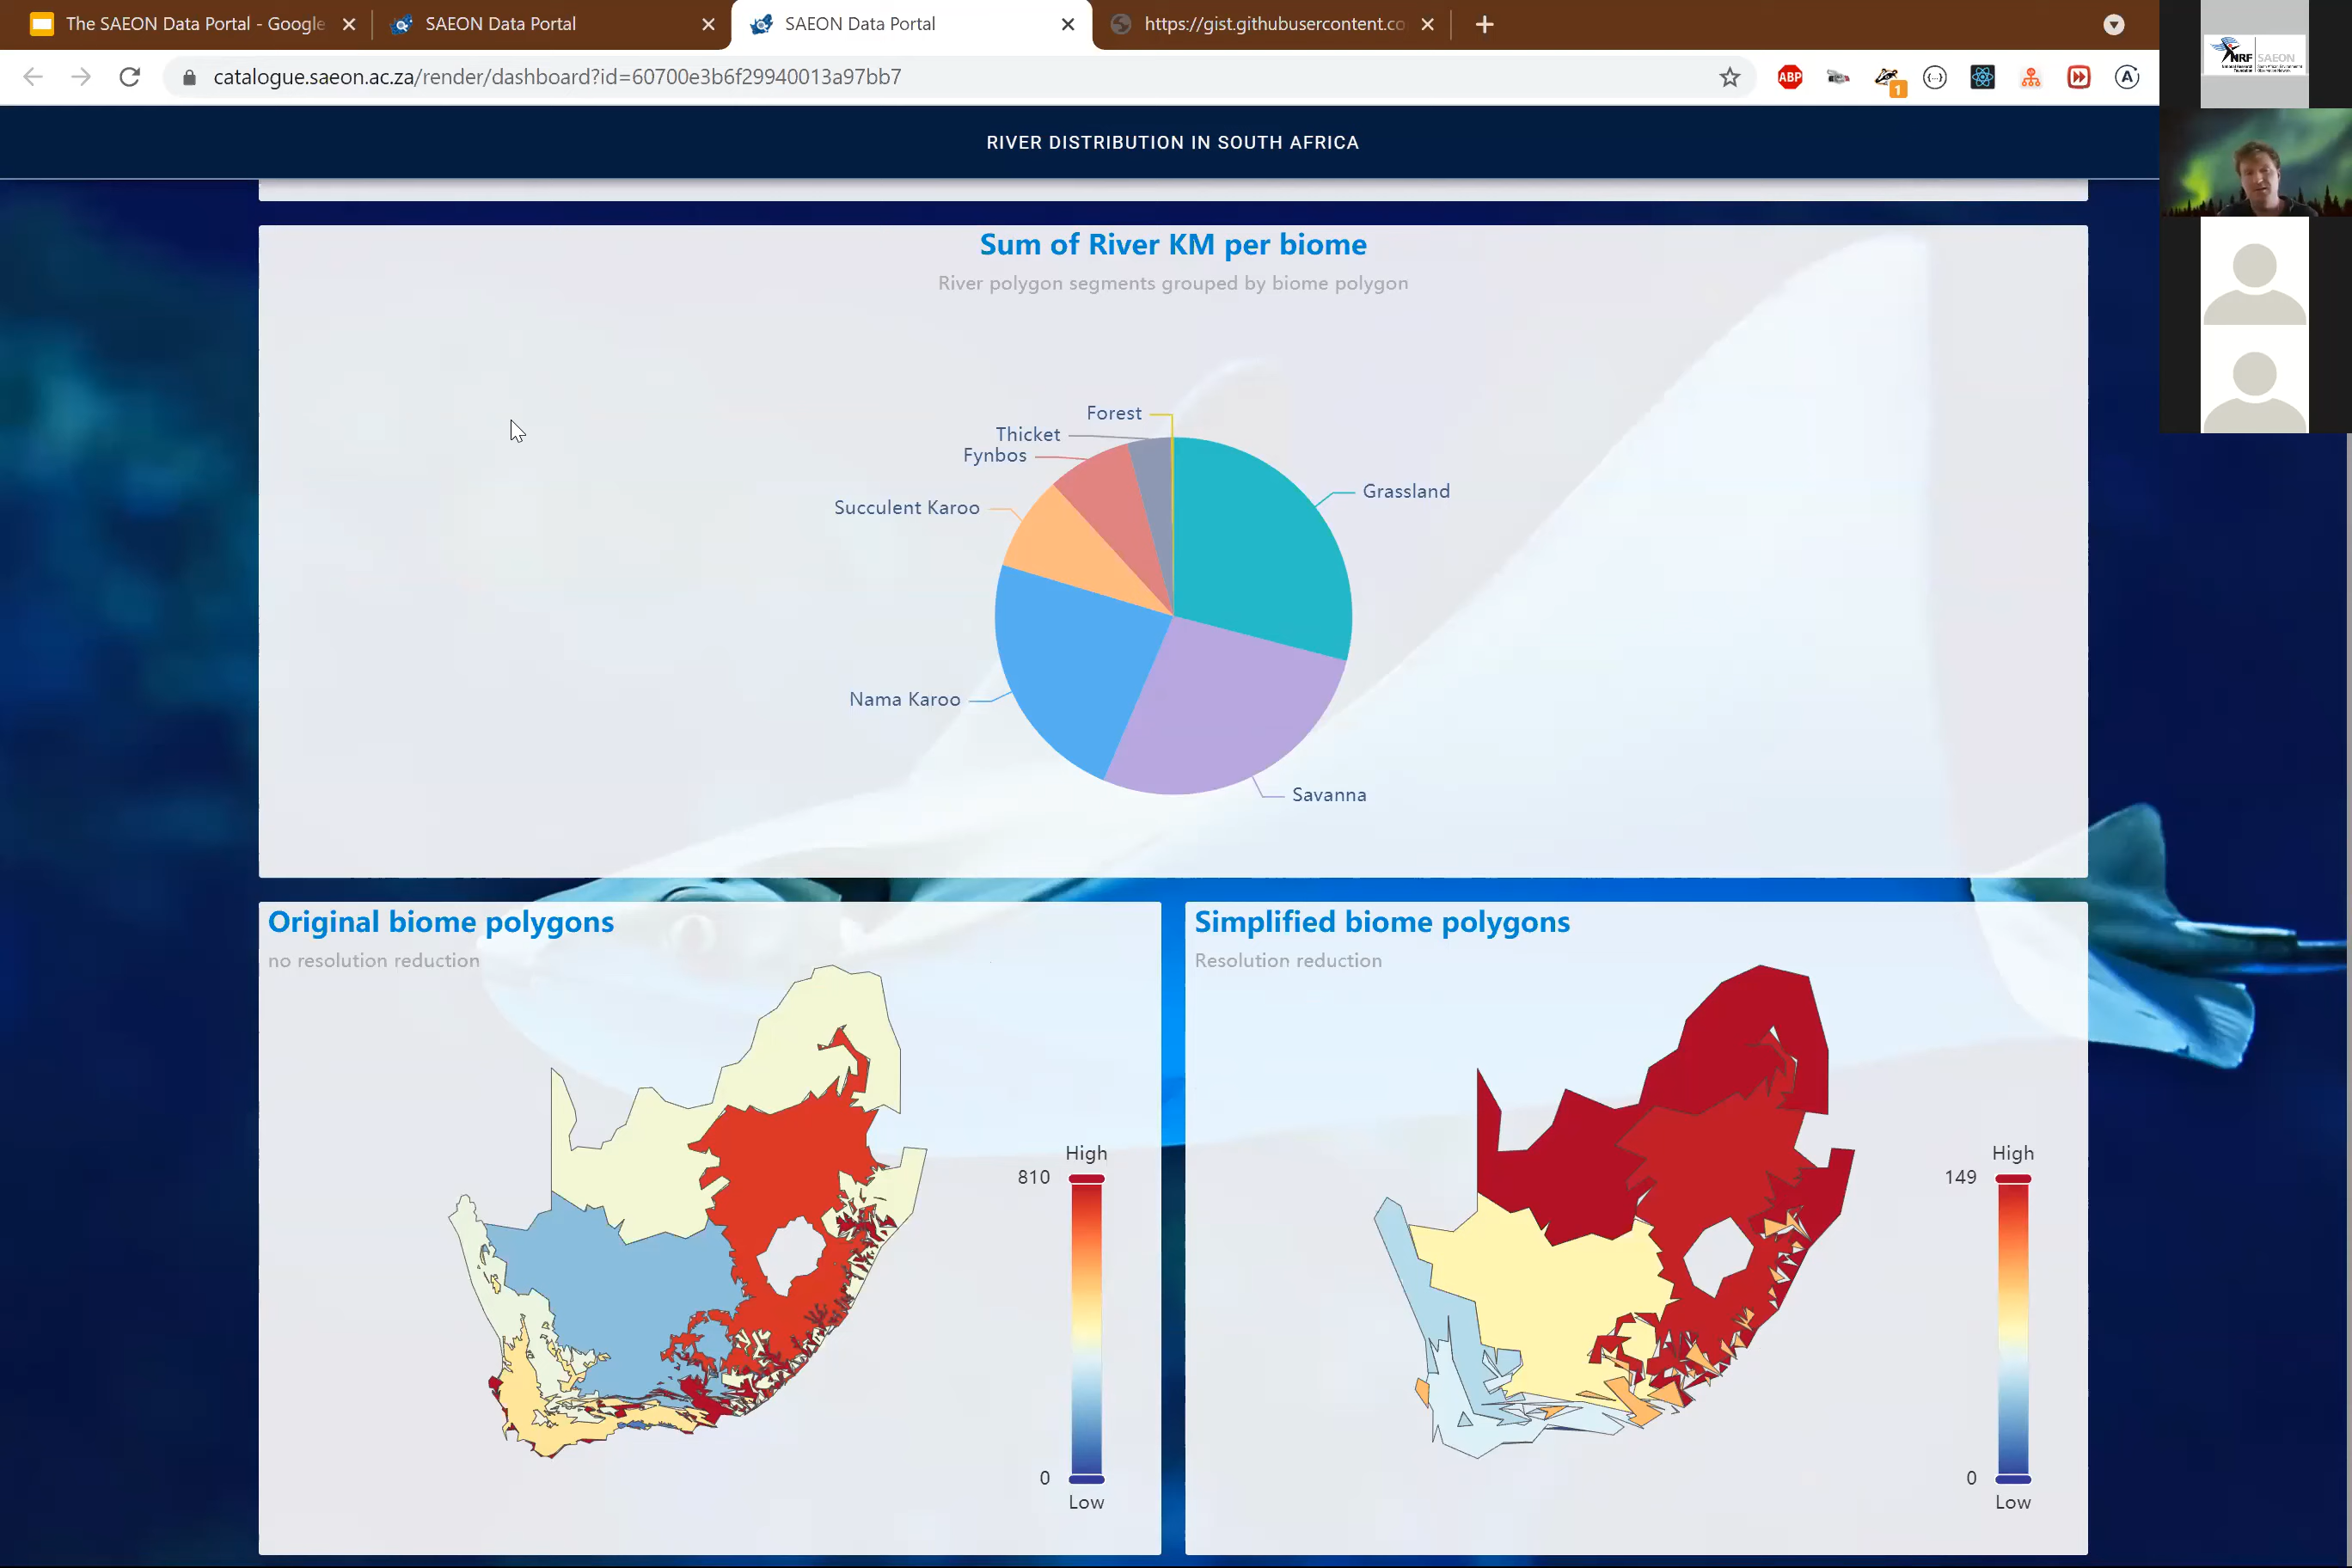 The SAEON Data Portal - Google
SAEON Data Portal
SAEON Data Portal
https://gist.githubusercontent.co
catalogue.saeon.ac.za/render/dashboard?id=60700e3b6f29940013a97bb7
ABP
1
A
NRF SAEON
RIVER DISTRIBUTION IN SOUTH AFRICA
Sum of River KM per biome
River polygon segments grouped by biome polygon
Forest
Thicket
Fynbos
Grassland
Succulent Karoo
Nama Karoo
Savanna
Original biome polygons
no resolution reduction
High
810
0
Low
Simplified biome polygons
Resolution reduction
High
149
0
Low